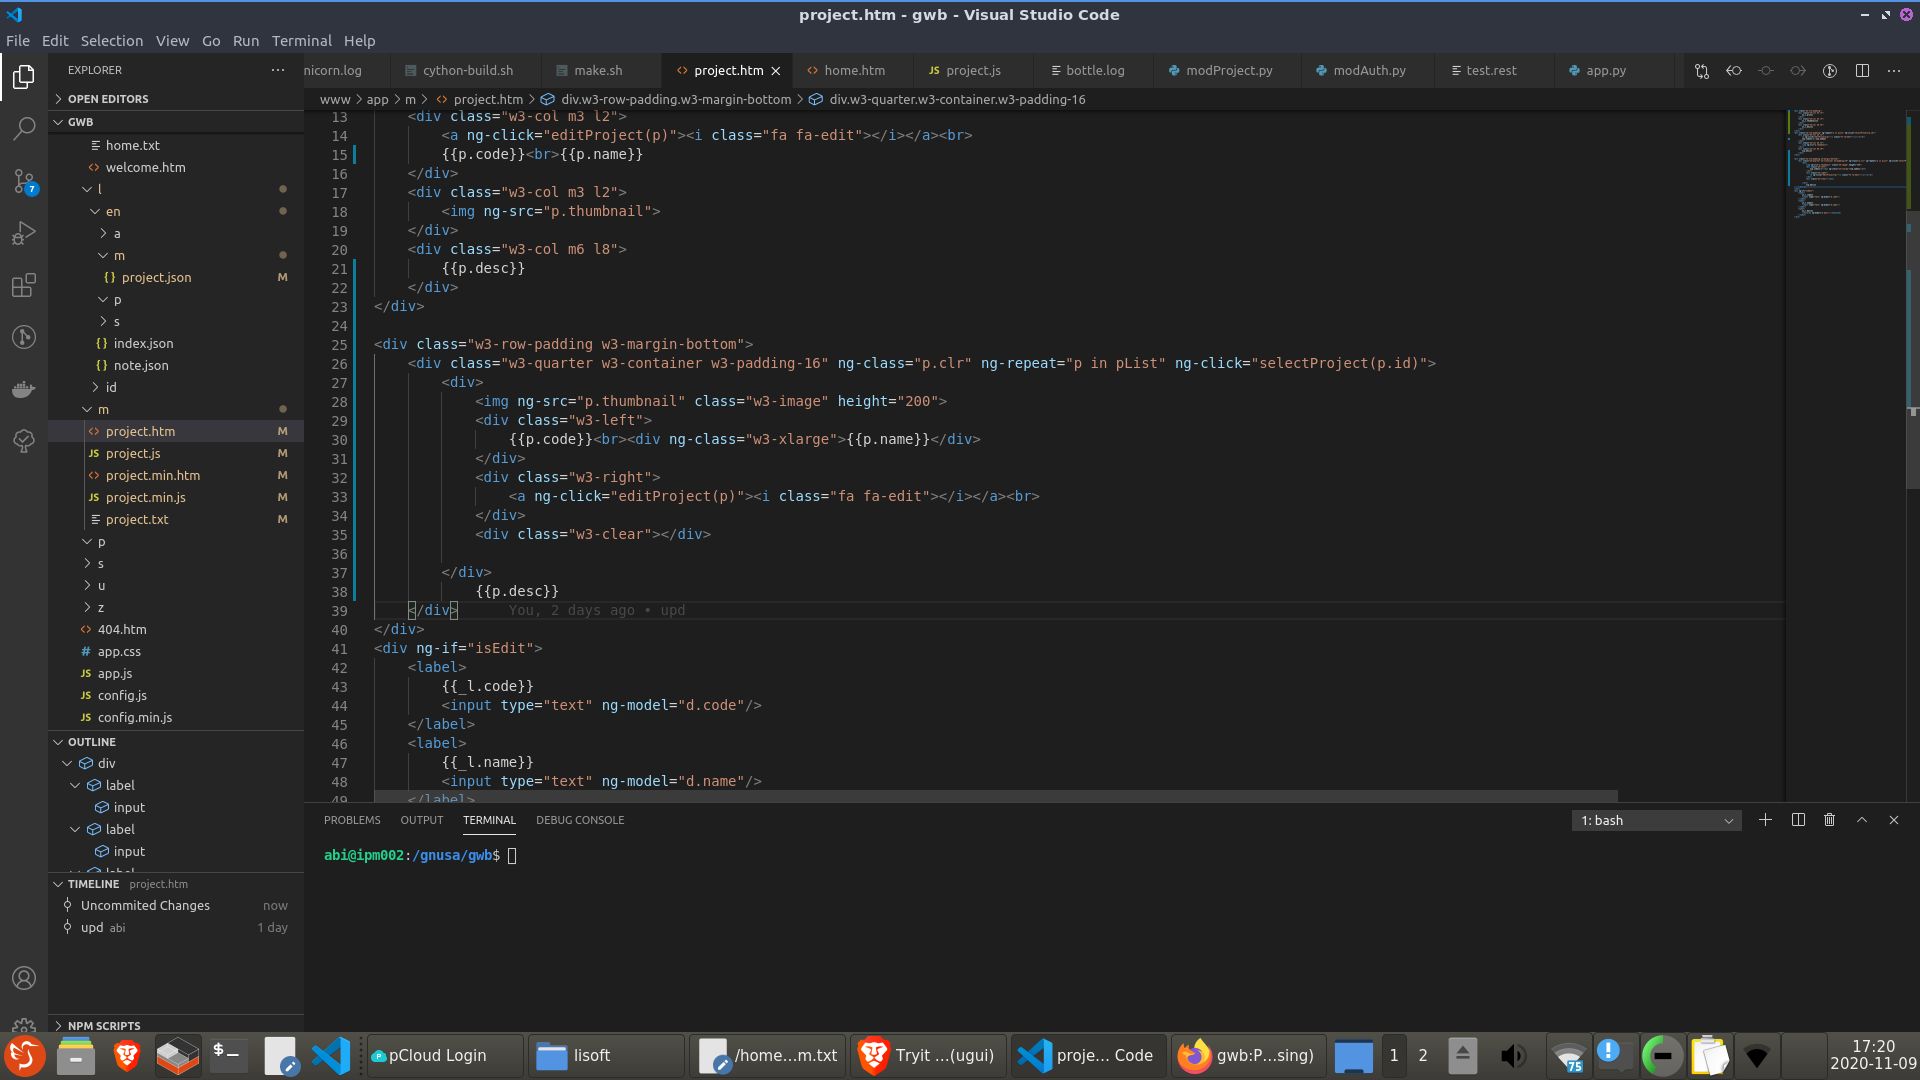 project.htm - gwb - Visual Studio Code
File Edit Selection View Go Run Terminal Help
EXPLORER
nicorn.log cython-build.sh make.sh project.htm home.htm JS project.js bottle.log modProject.py modAuth.py test.rest app.py
OPEN EDITORS
www > app > m > project.htm > div.w3-row-padding.w3-margin-bottom > div.w3-quarter.w3-container.w3-padding-16
GWB
home.txt
welcome.htm
l
en
a
m
{} project.json M
p
s
{} index.json
{} note.json
id
m
project.htm M
JS project.js M
project.min.htm M
JS project.min.js M
project.txt M
p
s
u
z
404.htm
# app.css
JS app.js
JS config.js
JS config.min.js
7
OUTLINE
div
label
input
label
input
label
TIMELINE project.htm
Uncommited Changes now
upd abi 1 day
NPM SCRIPTS
13 <div class="w3-col m3 l2">
14 <a ng-click="editProject(p)"><i class="fa fa-edit"></i></a><br>
15 {{p.code}}<br>{{p.name}}
16 </div>
17 <div class="w3-col m3 l2">
18 <img ng-src="p.thumbnail">
19 </div>
20 <div class="w3-col m6 l8">
21 {{p.desc}}
22 </div>
23 </div>
24
25 <div class="w3-row-padding w3-margin-bottom">
26 <div class="w3-quarter w3-container w3-padding-16" ng-class="p.clr" ng-repeat="p in pList" ng-click="selectProject(p.id)">
27 <div>
28 <img ng-src="p.thumbnail" class="w3-image" height="200">
29 <div class="w3-left">
30 {{p.code}}<br><div ng-class="w3-xlarge">{{p.name}}</div>
31 </div>
32 <div class="w3-right">
33 <a ng-click="editProject(p)"><i class="fa fa-edit"></i></a><br>
34 </div>
35 <div class="w3-clear"></div>
36
37 </div>
38 {{p.desc}}
39 </div> You, 2 days ago • upd
40 </div>
41 <div ng-if="isEdit">
42 <label>
43 {{_l.code}}
44 <input type="text" ng-model="d.code"/>
45 </label>
46 <label>
47 {{_l.name}}
48 <input type="text" ng-model="d.name"/>
49 </label>
PROBLEMS OUTPUT TERMINAL DEBUG CONSOLE 1: bash
abi@ipm002:/gnusa/gwb$
pCloud Login lisoft /home...m.txt Tryit ...(ugui) proje... Code gwb:P...sing) 1 2 75 17:20
2020-11-09